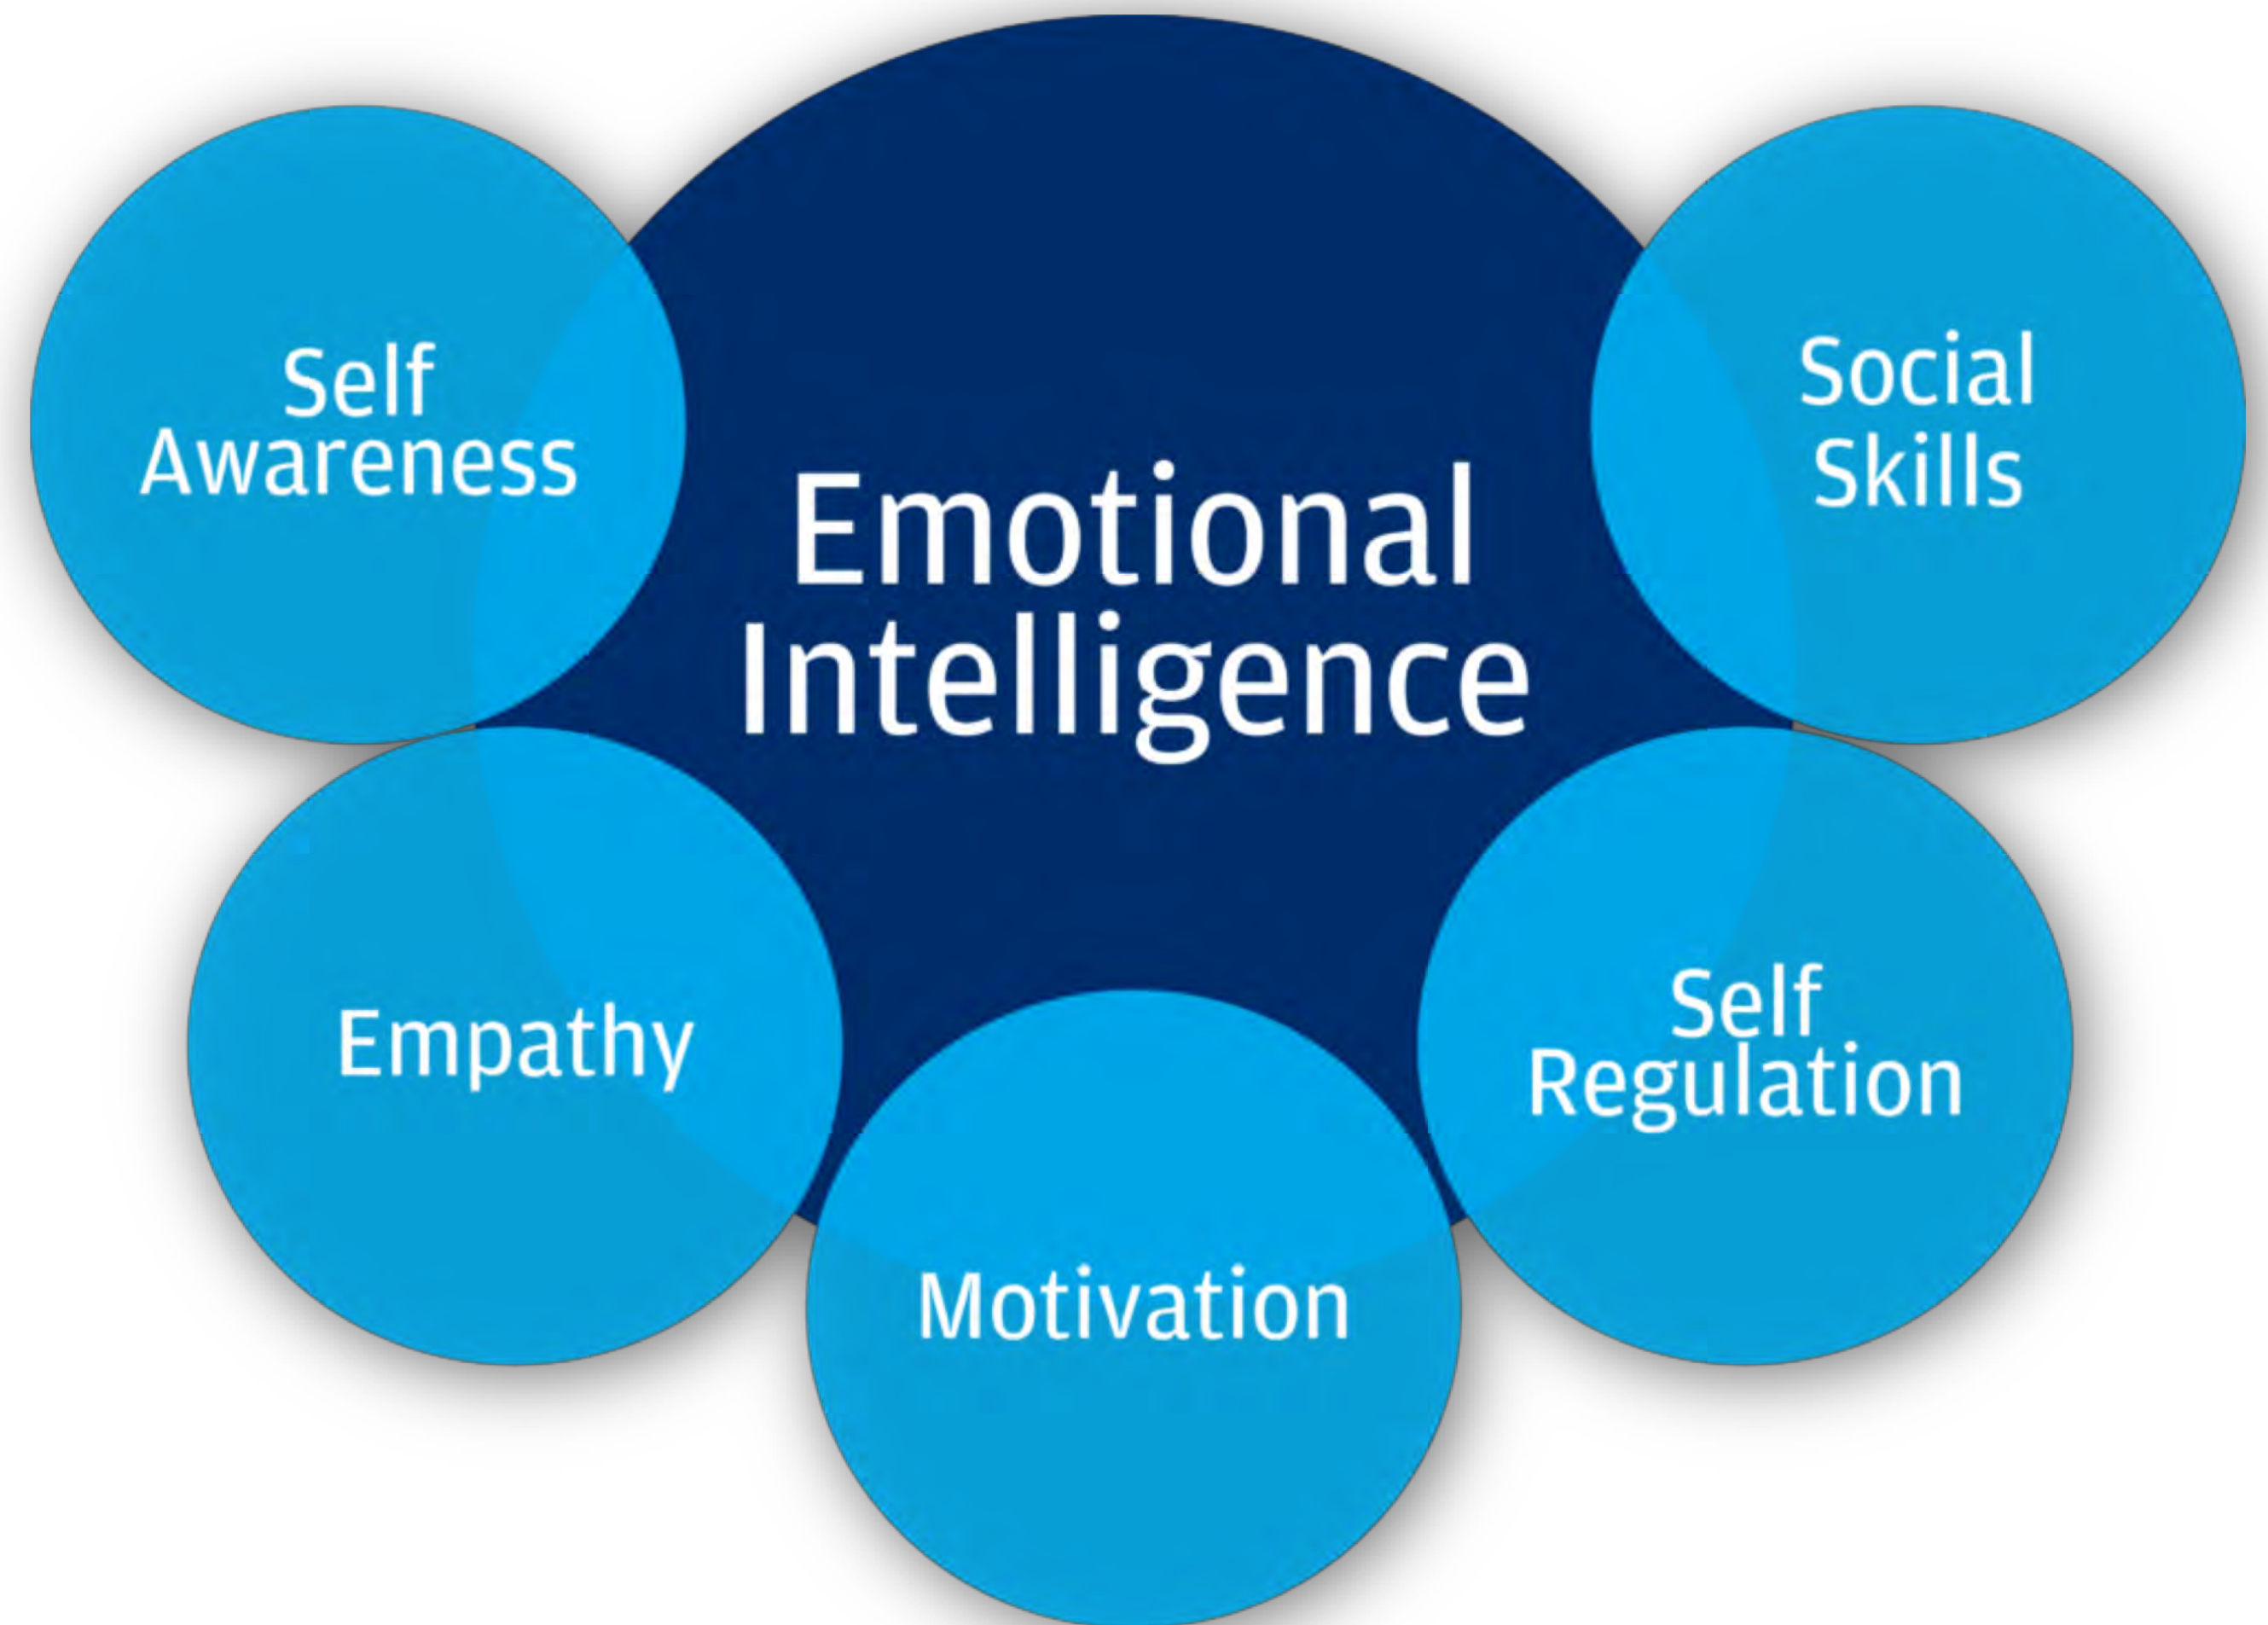 Self
Awareness
Emotional
Intelligence
Social
Skills
Empathy
Motivation
Self
Regulation